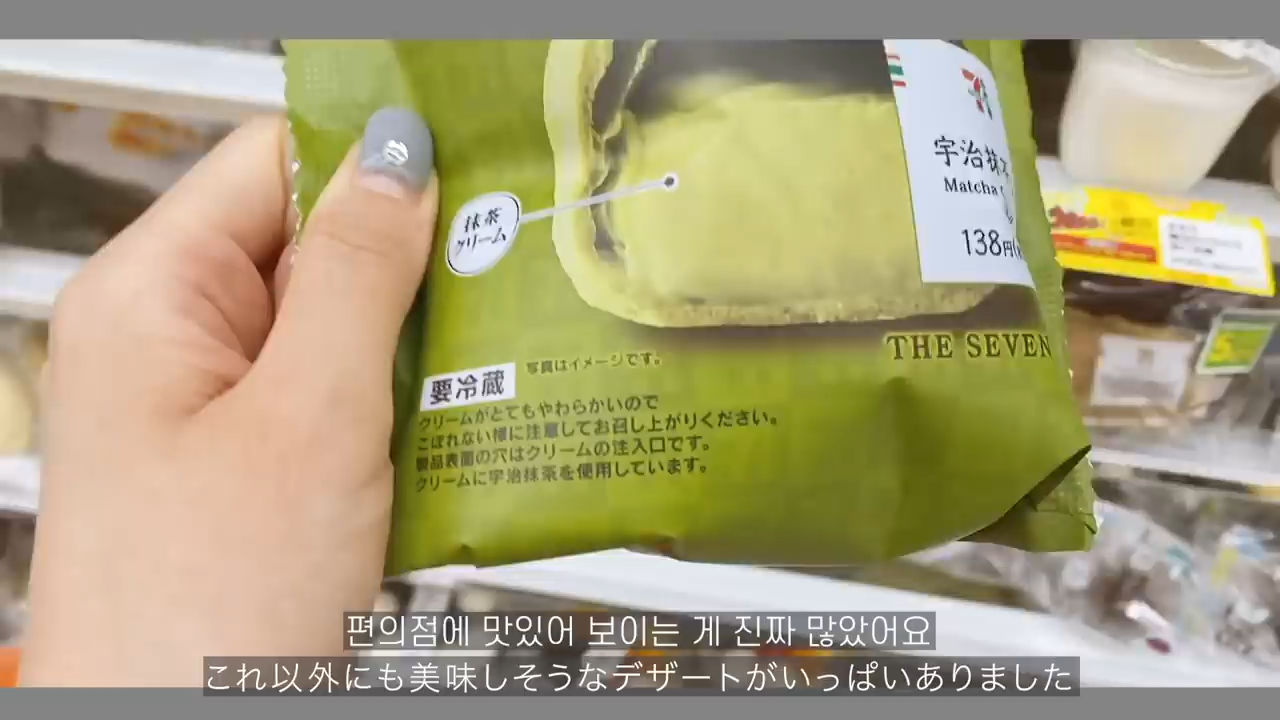 宇治抹
Matcha
138円
抹茶
クリーム
THE SEVEN
写真はイメージです。
要冷蔵
クリームがとてもやわらかいので
こぼれない様に注意してお召し上がりください。
製品表面の穴はクリームの注入口です。
クリームに宇治抹茶を使用しています。
편의점에 맛있어 보이는 게 진짜 많았어요
これ以外にも美味しそうなデザートがいっぱいありました